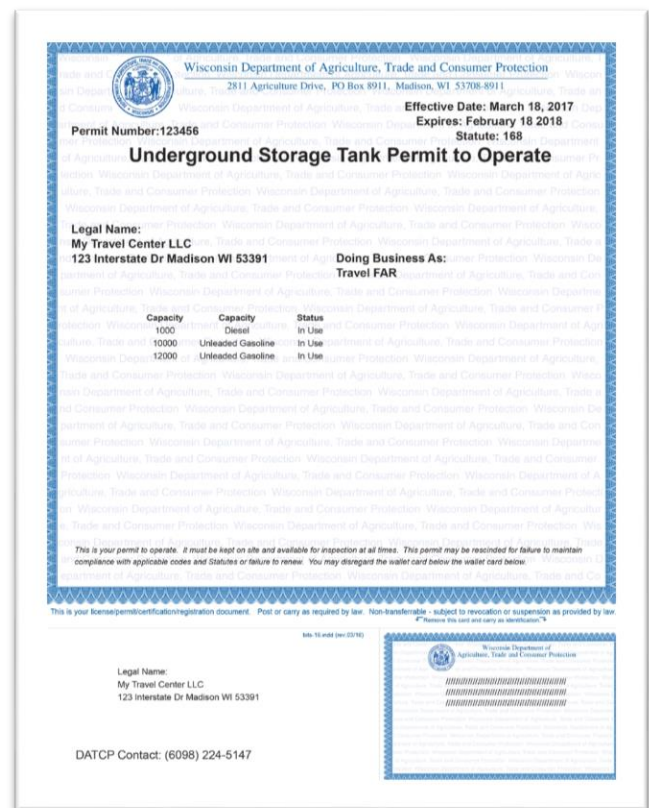 Wisconsin Department of Agriculture, Trade and Consumer Protection
2811 Agriculture Drive, PO Box 8911, Madison, WI 53708-8911
Effective Date: March 18, 2017
Expires: February 18 2018
Statute: 168
Permit Number:123456
Underground Storage Tank Permit to Operate
Legal Name:
My Travel Center LLC
123 Interstate Dr Madison WI 53391
Doing Business As:
Travel FAR
Capacity Capacity Status
1000 Diesel In Use
10000 Unleaded Gasoline In Use
12000 Unleaded Gasoline In Use
This is your permit to operate. It must be kept on site and available for inspection at all times. This permit may be rescinded for failure to maintain
compliance with applicable codes and Statutes or failure to renew. You may disregard the wallet card below the wallet card below.
This is your license/permit/certification/registration document. Post or carry as required by law. Non-transferrable - subject to revocation or suspension as provided by law.
Remove this card and carry as identification.
Legal Name:
My Travel Center LLC
123 Interstate Dr Madison WI 53391
DATCP Contact: (6098) 224-5147
Wisconsin Department of
Agriculture, Trade and Consumer Protection
////////////////////////////////////////
////////////////////////////////////////
////////////////////////////////////////